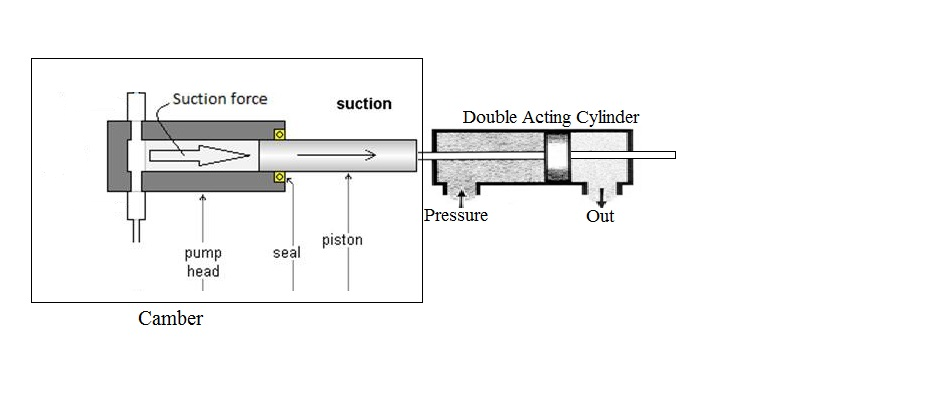 Suction force
suction
Double Acting Cylinder
Pressure
Out
pump
head
seal
piston
Camber